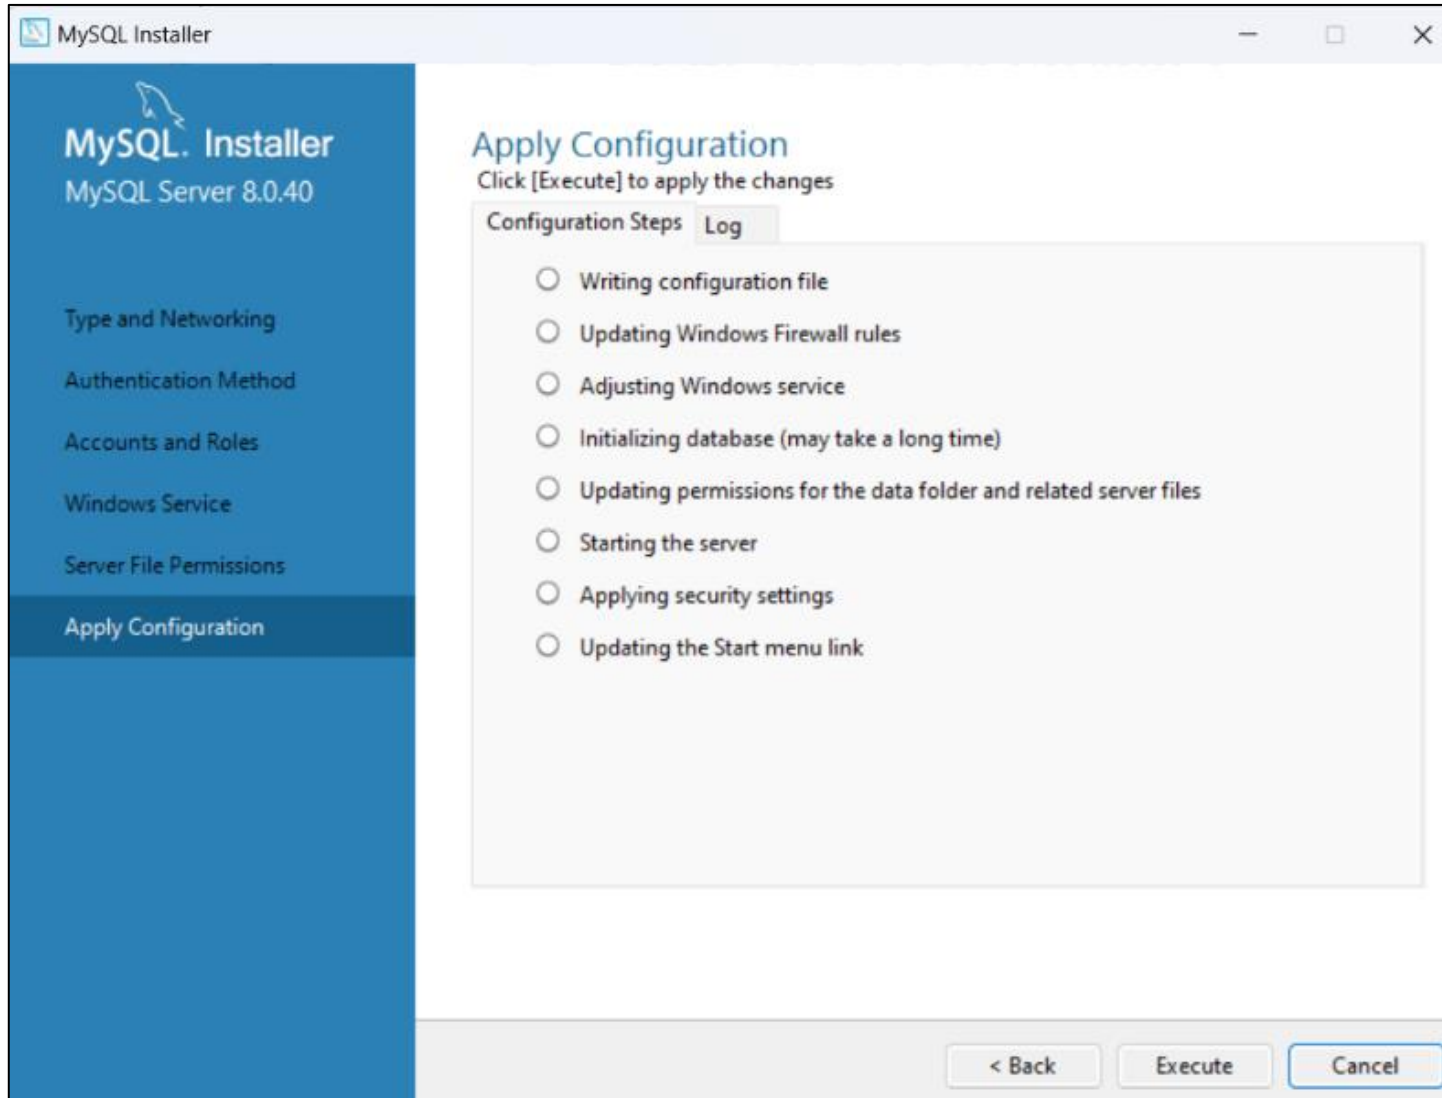 MySQL Installer
MySQL. Installer
MySQL Server 8.0.40
Type and Networking
Authentication Method
Accounts and Roles
Windows Service
Server File Permissions
Apply Configuration
Apply Configuration
Click [Execute] to apply the changes
Configuration Steps Log
Writing configuration file
Updating Windows Firewall rules
Adjusting Windows service
Initializing database (may take a long time)
Updating permissions for the data folder and related server files
Starting the server
Applying security settings
Updating the Start menu link
< Back Execute Cancel